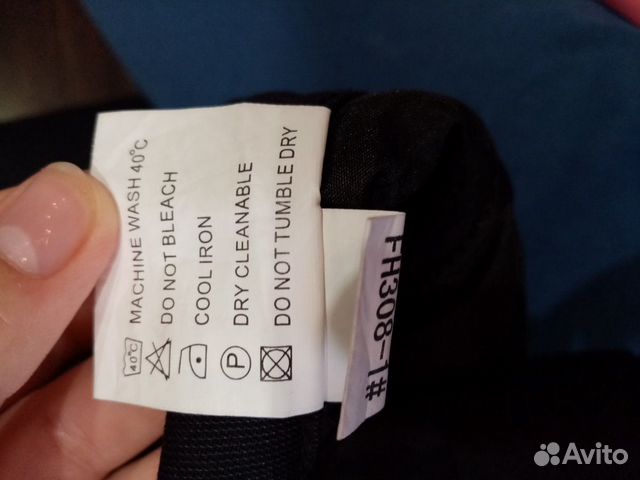 MACHINE WASH 40°C
DO NOT BLEACH
COOL IRON
DRY CLEANABLE
DO NOT TUMBLE DRY
40°C
P
FH308-1#
Avito